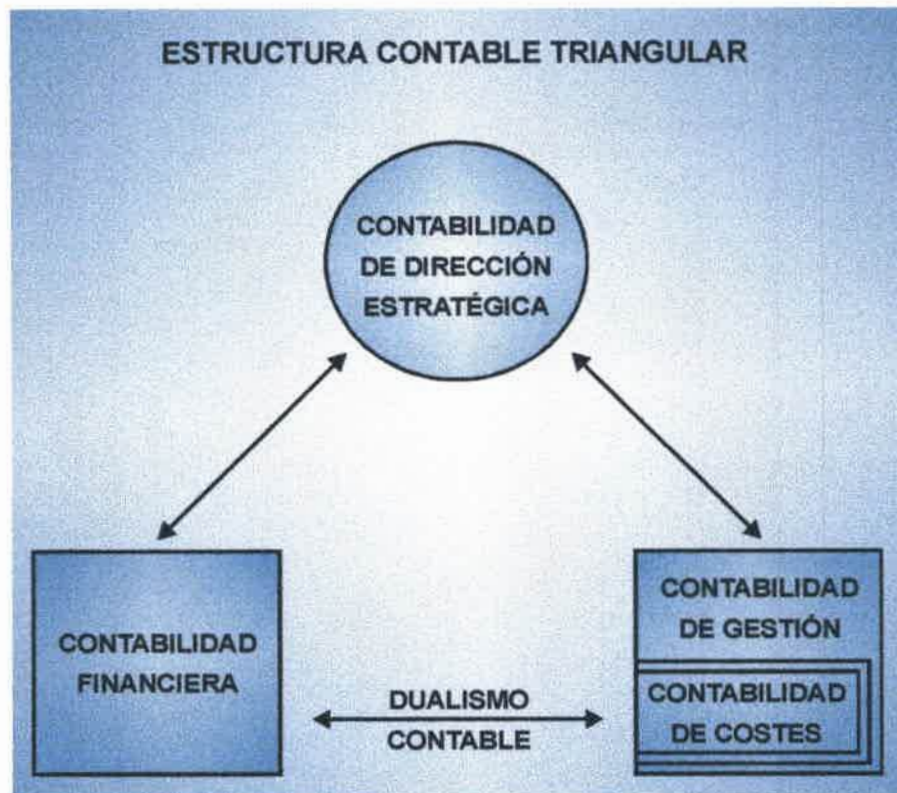 ESTRUCTURA CONTABLE TRIANGULAR
CONTABILIDAD
DE DIRECCIÓN
ESTRATÉGICA
CONTABILIDAD
FINANCIERA
DUALISMO
CONTABLE
CONTABILIDAD
DE GESTIÓN
CONTABILIDAD
DE COSTES